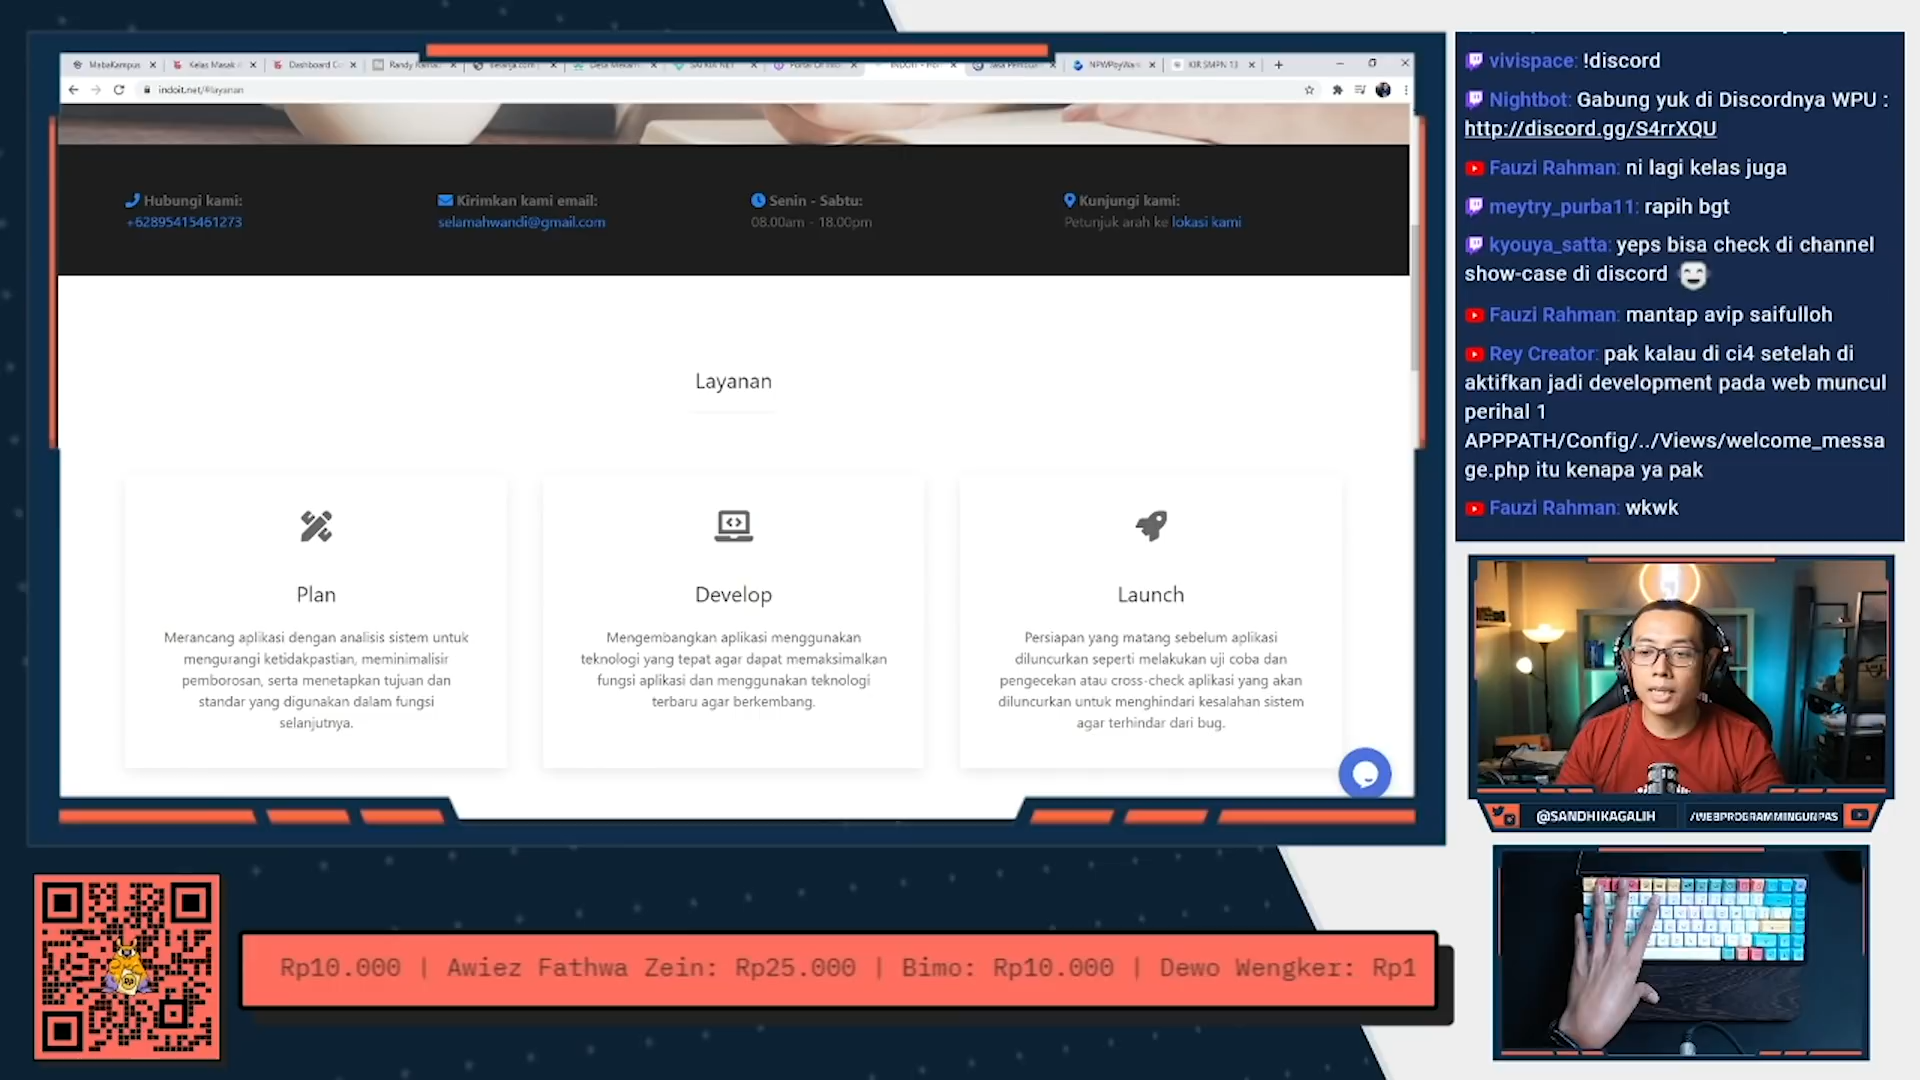 MabaKampus
Kelas Masak
Dashboard
Randy
NPWPoyWan
KIR SMPN 13
indoit.net/#layanan
Hubungi kami:
+62895415461273
Kirimkan kami email:
selamahwandi@gmail.com
Senin - Sabtu:
08.00am - 18.00pm
Kunjungi kami:
Petunjuk arah ke lokasi kami
Layanan
Plan
Merancang aplikasi dengan analisis sistem untuk
mengurangi ketidakpastian, meminimalisir
pemborosan, serta menetapkan tujuan dan
standar yang digunakan dalam fungsi
selanjutnya.
Develop
Mengembangkan aplikasi menggunakan
teknologi yang tepat agar dapat memaksimalkan
fungsi aplikasi dan menggunakan teknologi
terbaru agar berkembang.
Launch
Persiapan yang matang sebelum aplikasi
diluncurkan seperti melakukan uji coba dan
pengecekan atau cross-check aplikasi yang akan
diluncurkan untuk menghindari kesalahan sistem
agar terhindar dari bug.
vivispace: !discord
Nightbot: Gabung yuk di Discordnya WPU :
http://discord.gg/S4rrXQU
Fauzi Rahman: ni lagi kelas juga
meytry_purba11: rapih bgt
kyouya_satta: yeps bisa check di channel
show-case di discord
Fauzi Rahman: mantap avip saifulloh
Rey Creator: pak kalau di ci4 setelah di
aktifkan jadi development pada web muncul
perihal 1
APPPATH/Config/../Views/welcome_messa
ge.php itu kenapa ya pak
Fauzi Rahman: wkwk
@SANDHIKAGALIH
/WEBPROGRAMMINGUNPAS
Rp10.000 | Awiez Fathwa Zein: Rp25.000 | Bimo: Rp10.000 | Dewo Wengker: Rp1